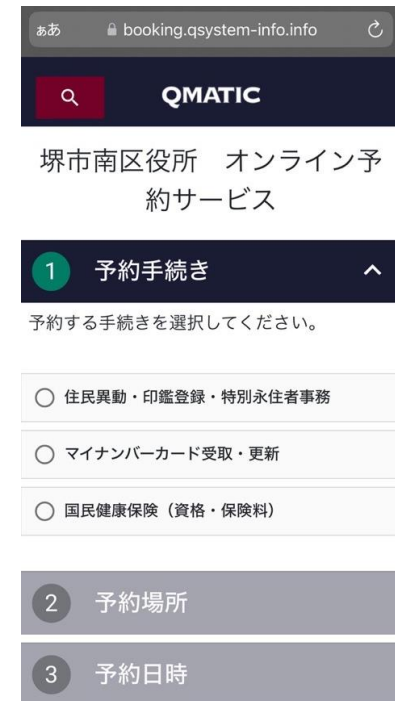 ぁあ booking.qsystem-info.info
QMATIC
堺市南区役所　オンライン予
約サービス
1 予約手続き
予約する手続きを選択してください。
住民異動・印鑑登録・特別永住者事務
マイナンバーカード受取・更新
国民健康保険（資格・保険料）
2 予約場所
3 予約日時